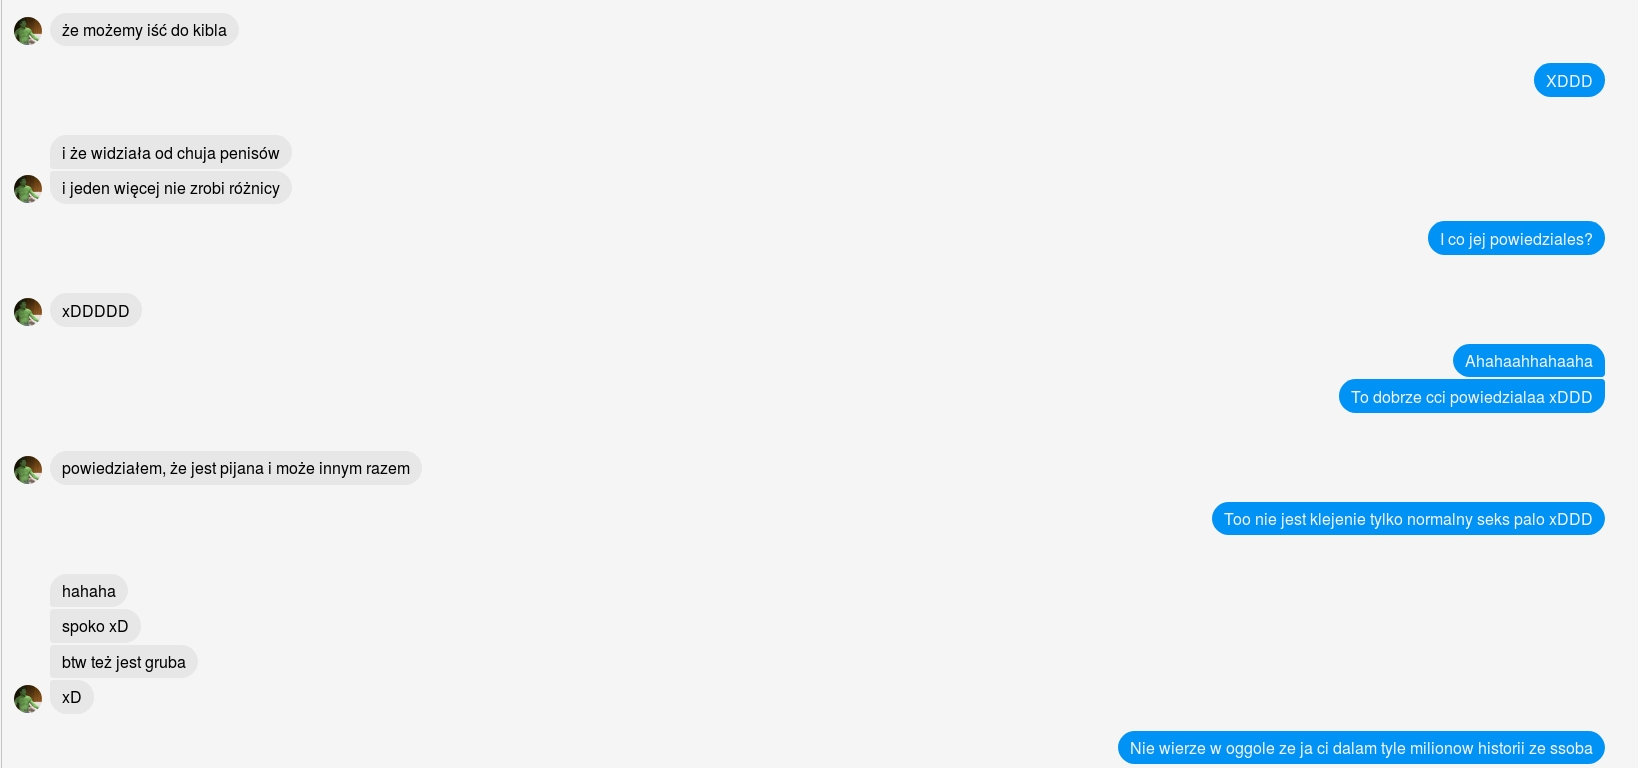 że możemy iść do kibla
XDDD
i że widziała od chuja penisów
i jeden więcej nie zrobi różnicy
I co jej powiedziales?
xDDDDD
Ahahaahhahaaha
To dobrze cci powiedzialaa xDDD
powiedziałem, że jest pijana i może innym razem
Too nie jest klejenie tylko normalny seks palo xDDD
hahaha
spoko xD
btw też jest gruba
xD
Nie wierze w oggole ze ja ci dalam tyle milionow historii ze ssoba